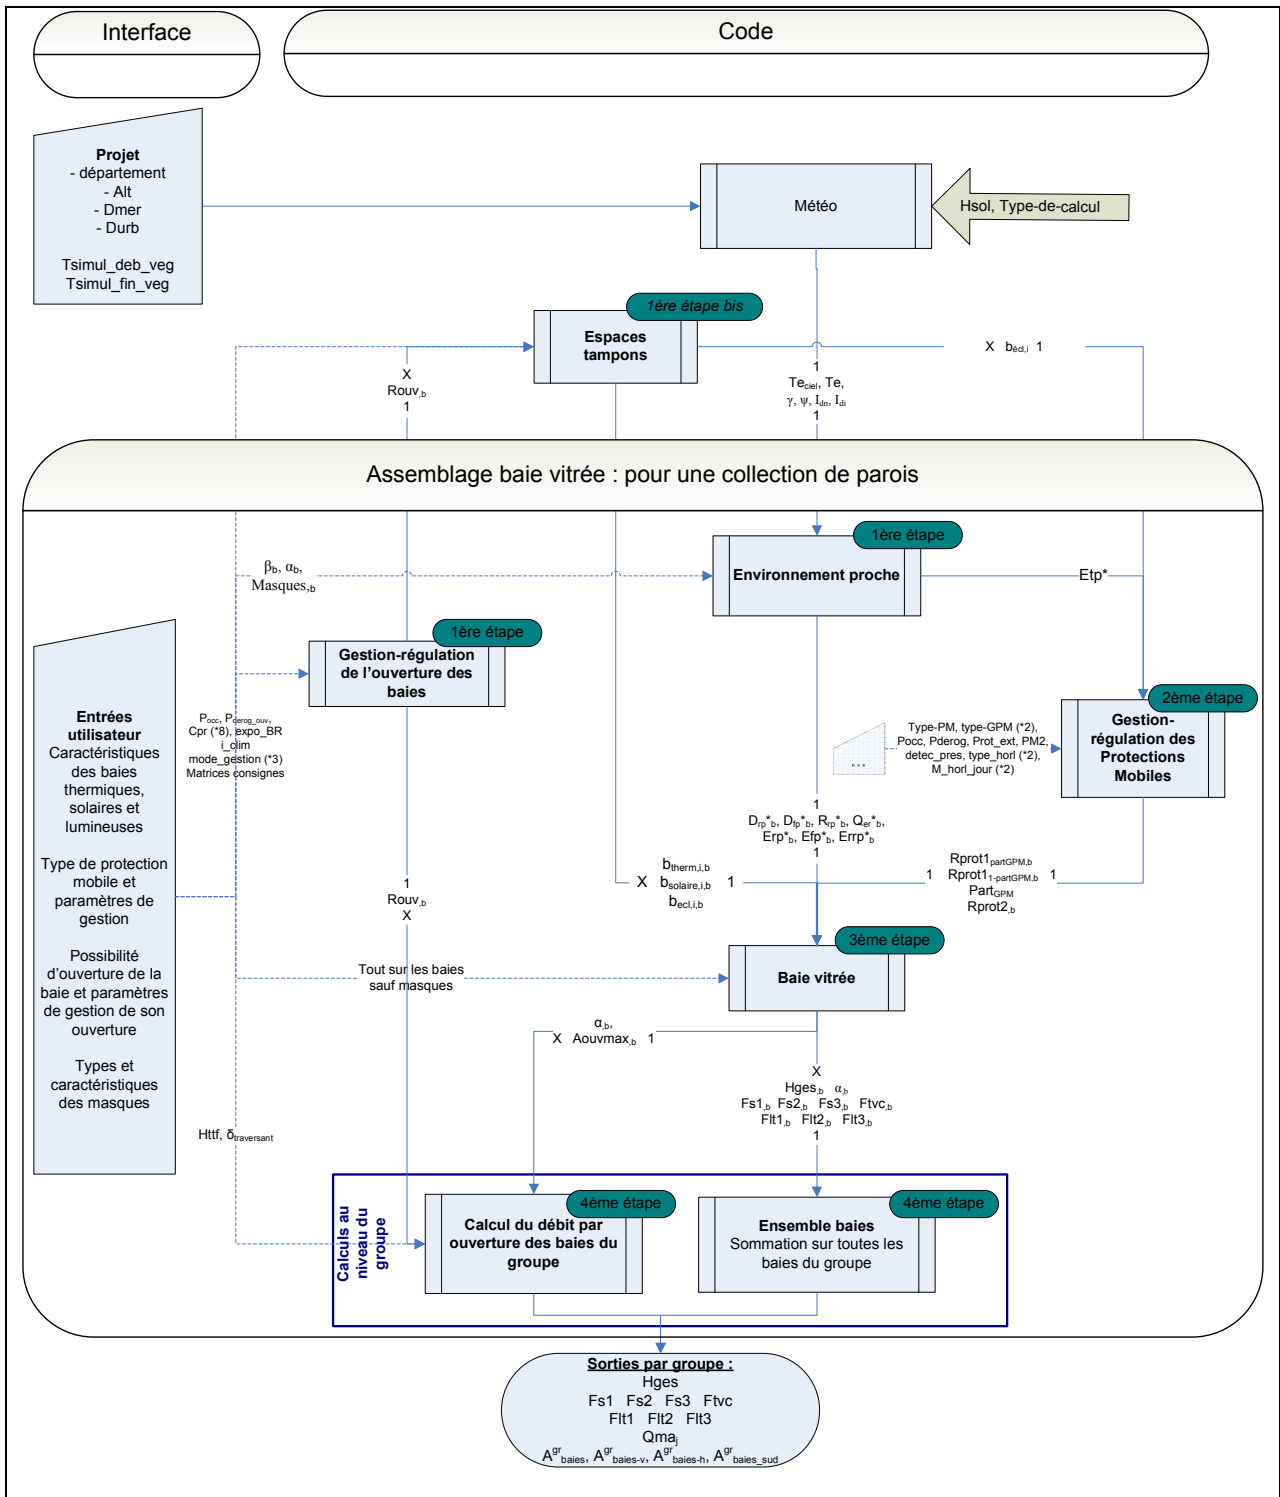 Interface
Code
Projet
- département
- Alt
- Dmer
- Durb
Tsimul_deb_veg
Tsimul_fin_veg
Météo
Hsol, Type-de-calcul
1ère étape bis
Espaces
tampons
X
Rouv,b
1
X bécl,i 1
1
Teciel, Te,
γ, ψ, Idn, Idi
1
Assemblage baie vitrée : pour une collection de parois
1ère étape
Environnement proche
βb, αb,
Masques,b
Etp*
1ère étape
Gestion-régulation
de l'ouverture des
baies
2ème étape
Gestion-
régulation des
Protections
Mobiles
Type-PM, type-GPM (*2),
Pocc, Pderog, Prot_ext, PM2,
detec_pres, type_horl (*2),
M_horl_jour (*2)
Entrées
utilisateur
Caractéristiques
des baies
thermiques,
solaires et
lumineuses
Type de protection
mobile et
paramètres de
gestion
Possibilité
d'ouverture de la
baie et paramètres
de gestion de son
ouverture
Types et
caractéristiques
des masques
Pocc, Pderog_ouv,
Cpr (*8), expo_BR
i_clim
mode_gestion (*3)
Matrices consignes
1
Drp*b, Dfp*b, Rrp*b, Qer*b,
Erp*b, Efp*b, Errp*b
1
btherm,i,b
X bsolaire,i,b 1
becl,i,b
Rprot1partGPM,b
1 Rprot11-partGPM,b 1
PartGPM
Rprot2,b
1
Rouv,b
X
3ème étape
Baie vitrée
Tout sur les baies
sauf masques
α,b,
X Aouvmax,b 1
X
Hges,b α,b
Fs1,b Fs2,b Fs3,b Ftvc,b
Flt1,b Flt2,b Flt3,b
1
Httf, δtraversant
Calculs au
niveau du
groupe
4ème étape
Calcul du débit par
ouverture des baies du
groupe
4ème étape
Ensemble baies
Sommation sur toutes les
baies du groupe
Sorties par groupe :
Hges
Fs1 Fs2 Fs3 Ftvc
Flt1 Flt2 Flt3
Qmaj
Agrbaies, Agrbaies-v, Agrbaies-h, Agrbaies_sud